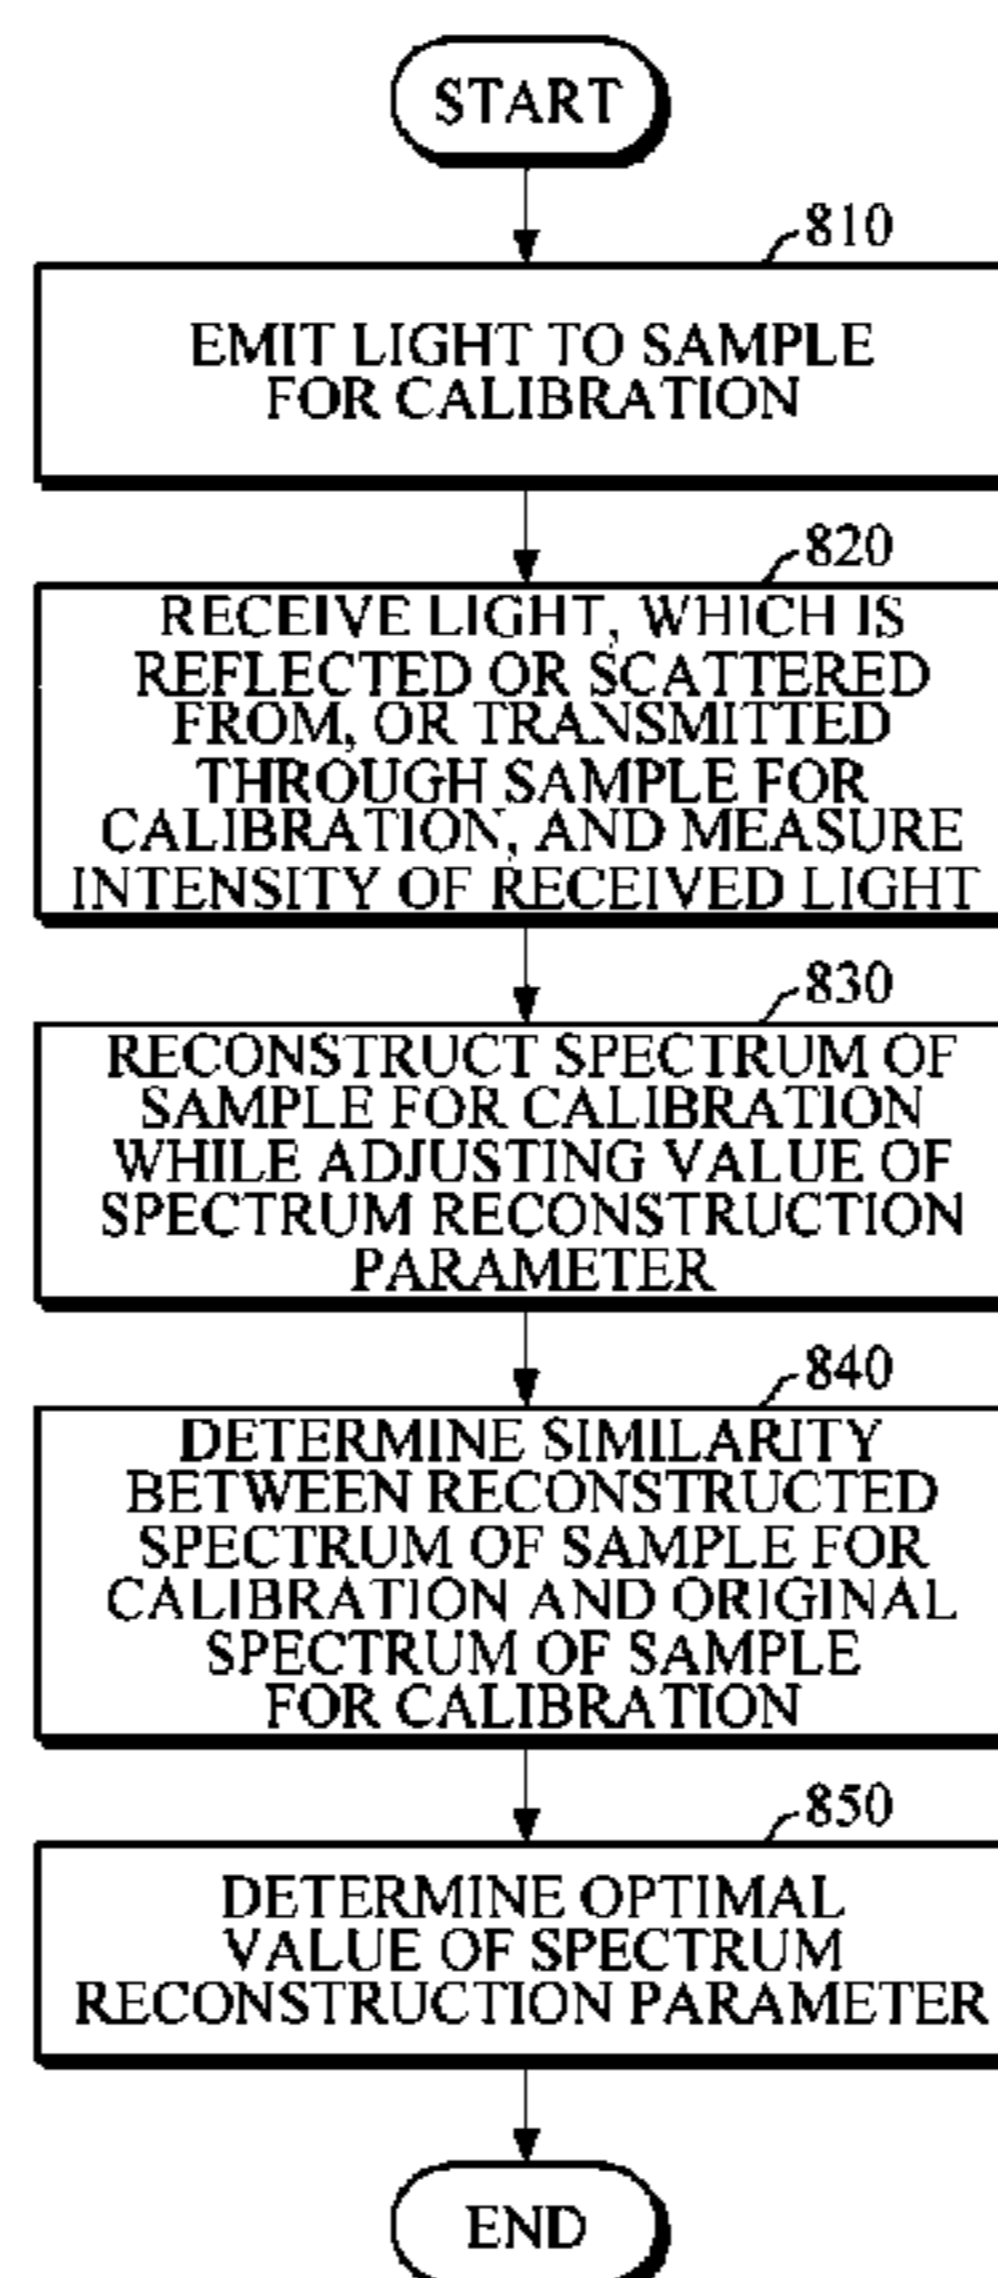 START
810
EMIT LIGHT TO SAMPLE
FOR CALIBRATION
820
RECEIVE LIGHT, WHICH IS
REFLECTED OR SCATTERED
FROM, OR TRANSMITTED
THROUGH SAMPLE FOR
CALIBRATION, AND MEASURE
INTENSITY OF RECEIVED LIGHT
830
RECONSTRUCT SPECTRUM OF
SAMPLE FOR CALIBRATION
WHILE ADJUSTING VALUE OF
SPECTRUM RECONSTRUCTION
PARAMETER
840
DETERMINE SIMILARITY
BETWEEN RECONSTRUCTED
SPECTRUM OF SAMPLE FOR
CALIBRATION AND ORIGINAL
SPECTRUM OF SAMPLE
FOR CALIBRATION
850
DETERMINE OPTIMAL
VALUE OF SPECTRUM
RECONSTRUCTION PARAMETER
END